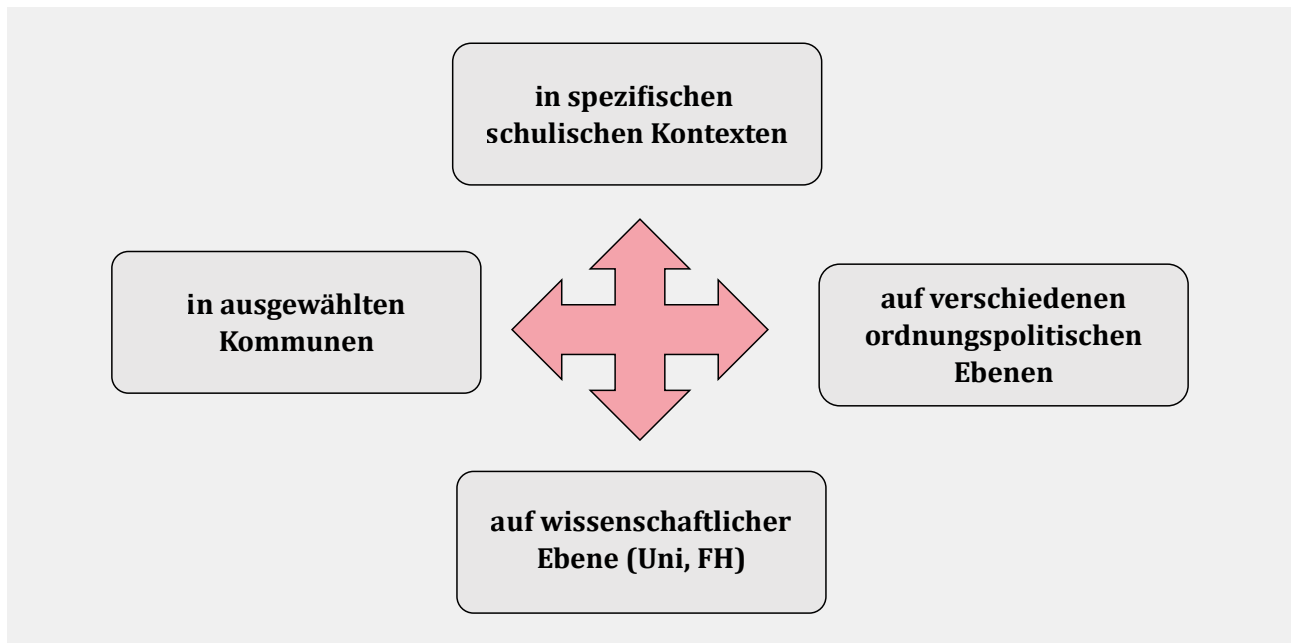 in spezifischen
schulischen Kontexten
in ausgewählten
Kommunen
auf verschiedenen
ordnungspolitischen
Ebenen
auf wissenschaftlicher
Ebene (Uni, FH)